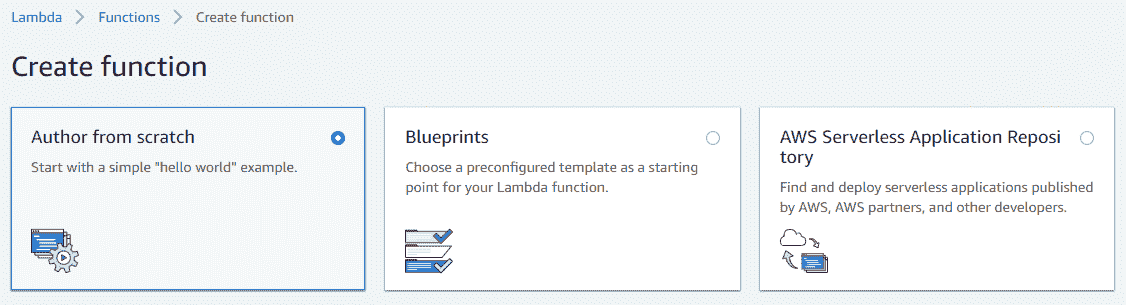 Lambda > Functions > Create function
Create function
Author from scratch
Start with a simple "hello world" example.
Blueprints
Choose a preconfigured template as a starting
point for your Lambda function.
AWS Serverless Application Reposi
tory
Find and deploy serverless applications published
by AWS, AWS partners, and other developers.